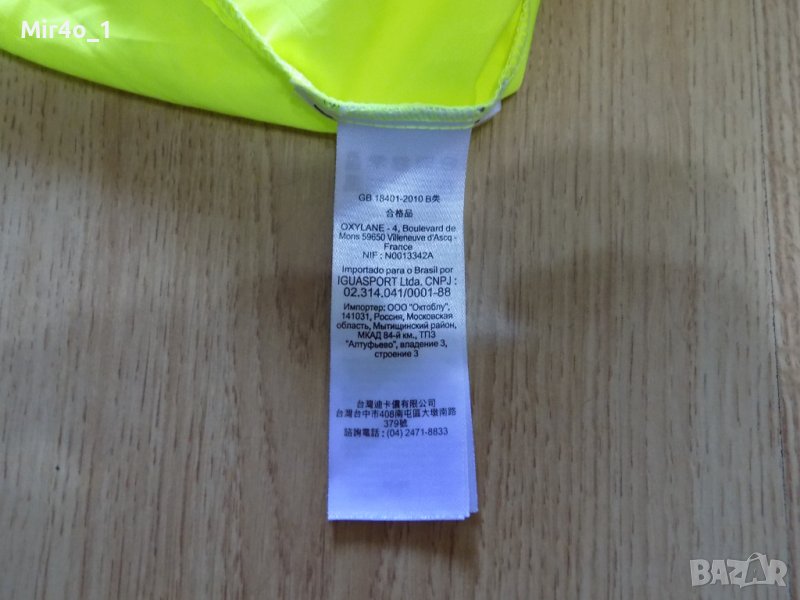 Mir4o_1
GB 18401-2010 B类
合格品
OXYLANE - 4, Boulevard de
Mons 59650 Villeneuve d'Ascq -
France
NIF : N0013342A
Importado para o Brasil por
IGUASPORT Ltda, CNPJ :
02.314.041/0001-88
Импортер: ООО "Октоблу",
141031, Россия, Московская
область, Мытищинский район,
МКАД 84-й км., ТПЗ
"Алтуфьево", владение 3,
строение 3
台灣迪卡儂有限公司
台灣台中市408南屯區大墩南路
379號
諮詢電話 : (04) 2471-8833
BAZAR